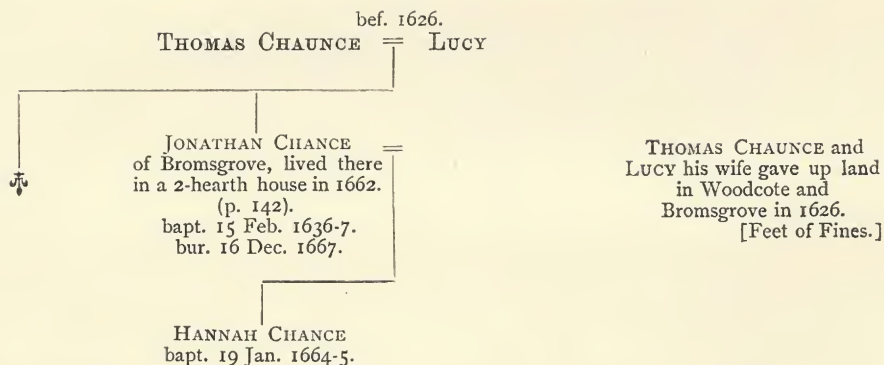 bef. 1626.
THOMAS CHAUNCE = LUCY
JONATHAN CHANCE =
of Bromsgrove, lived there
in a 2-hearth house in 1662.
(p. 142).
bapt. 15 Feb. 1636-7.
bur. 16 Dec. 1667.
HANNAH CHANCE
bapt. 19 Jan. 1664-5.
THOMAS CHAUNCE and
LUCY his wife gave up land
in Woodcote and
Bromsgrove in 1626.
[Feet of Fines.]